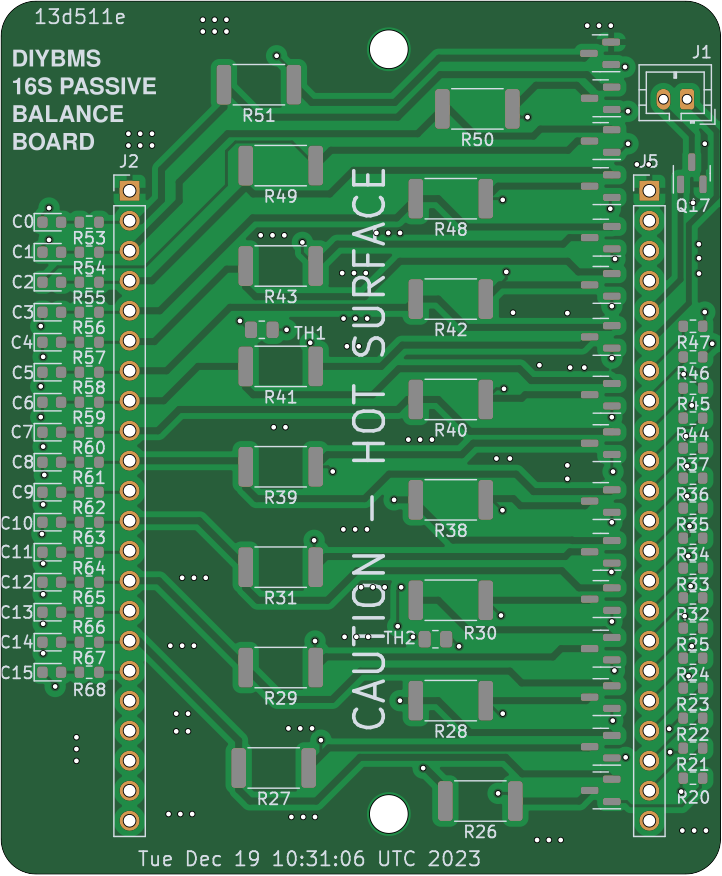 13d511e
DIYBMS
16S PASSIVE
BALANCE
BOARD
J1
R51
R50
J2
J5
R49
Q17
R48
C0
R53
C1
R54
C2
R43
R55
C3
R42
R56
TH1
R47
C4
R57
R46
C5
R58
R41
R45
C6
R59
R40
R44
C7
R60
R37
C8
R61
R39
R36
C9
R62
R38
R35
C10
R63
R34
C11
R64
R33
C12
R65
R31
R32
C13
R66
R30
TH2
R25
C14
R67
R24
C15
R68
R29
R23
R28
R22
R21
R27
R20
R26
CAUTION - HOT SURFACE
Tue Dec 19 10:31:06 UTC 2023